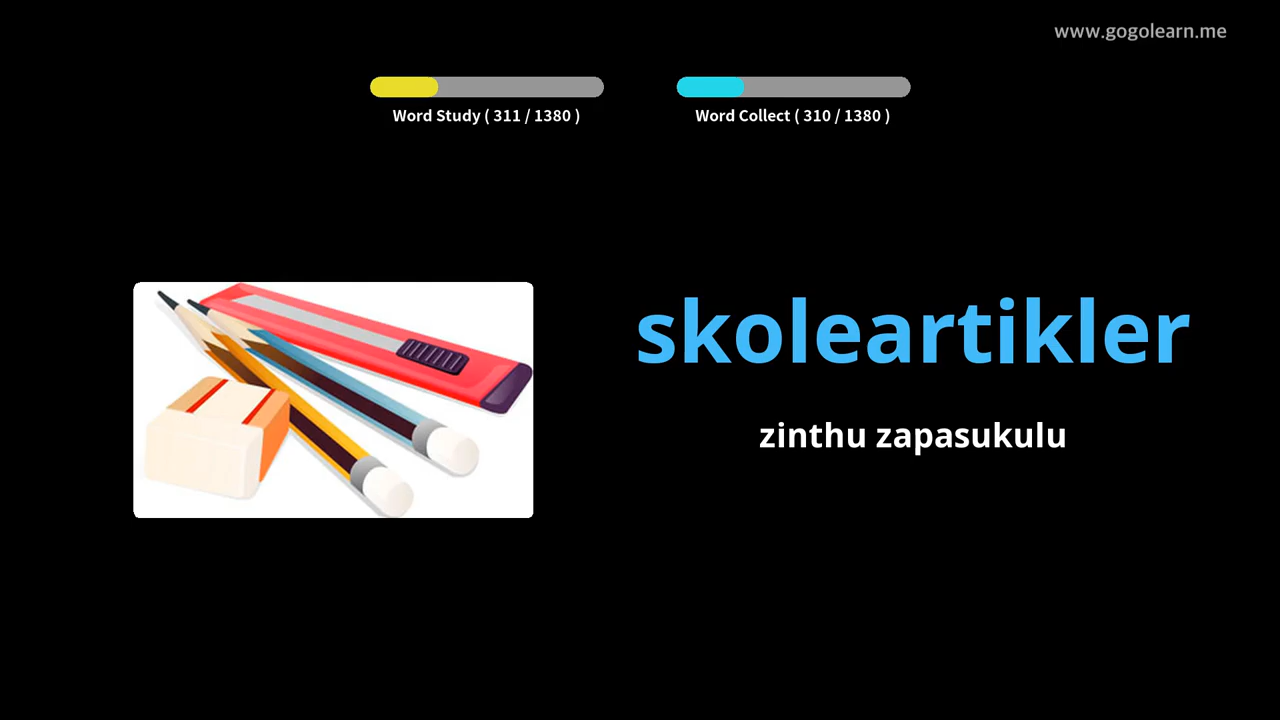 www.gogolearn.me
Word Study ( 311 / 1380 )
Word Collect ( 310 / 1380 )
skoleartikler
zinthu zapasukulu